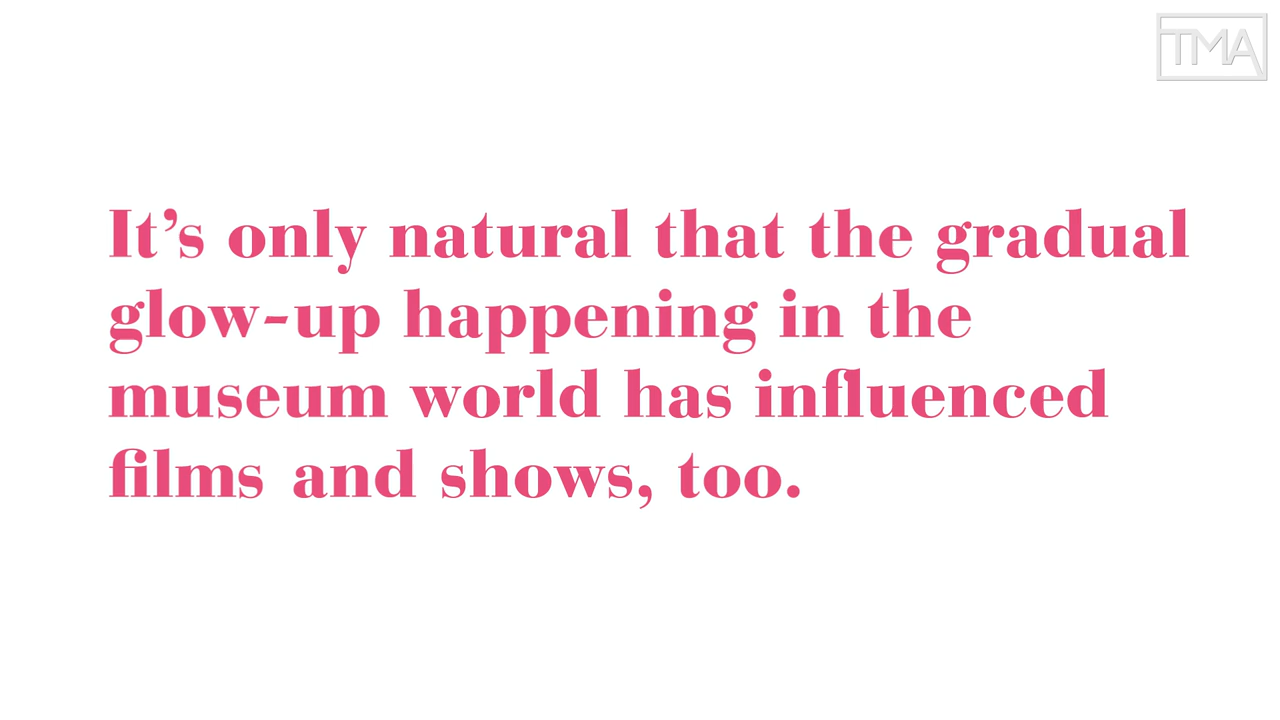 TMA
It’s only natural that the gradual
glow-up happening in the
museum world has influenced
films and shows, too.